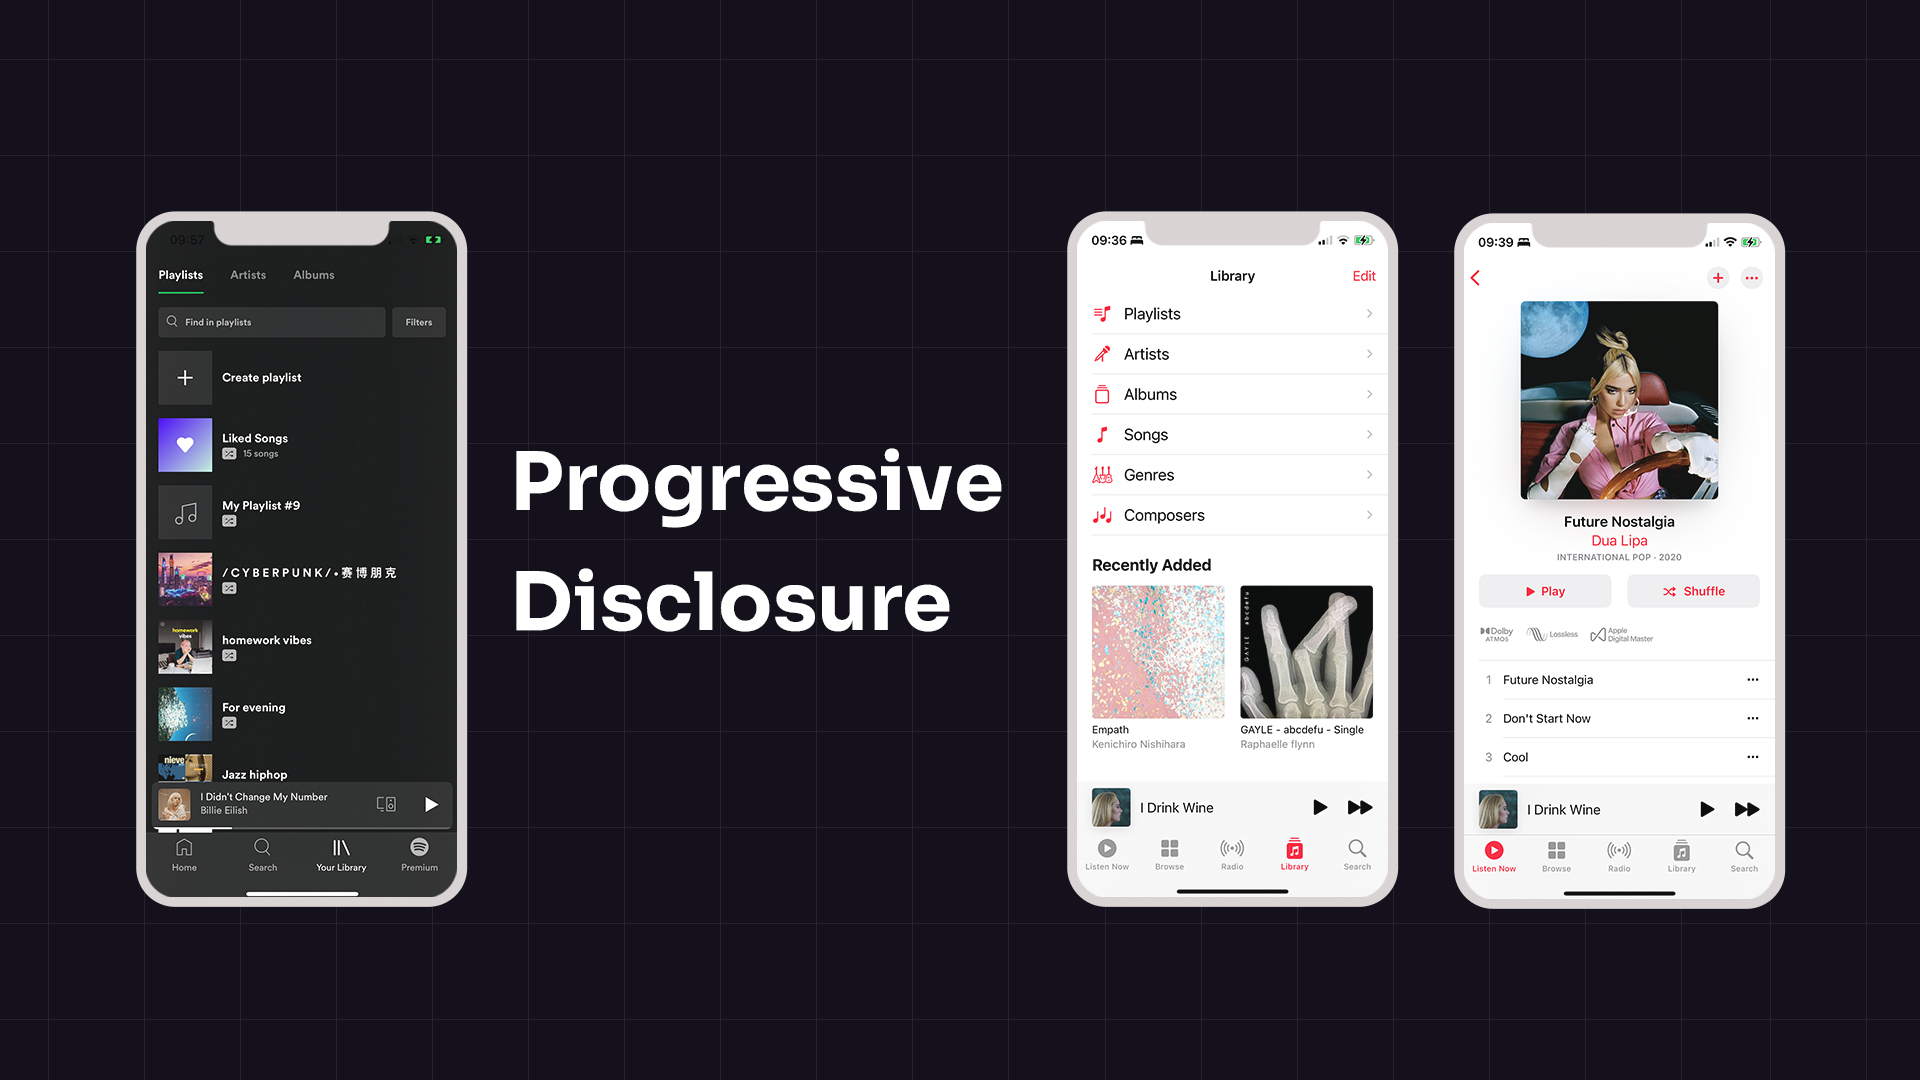 09:57
Playlists Artists Albums
Find in playlists Filters
Create playlist
Liked Songs
15 songs
My Playlist #9
/CYBERPUNK/•赛博朋克
homework vibes
homework
vibes
For evening
nieve
Jazz hiphop
I Didn't Change My Number
Billie Eilish
Home Search Your Library Premium
Progressive
Disclosure
09:36
Library Edit
Playlists
Artists
Albums
Songs
Genres
Composers
Recently Added
GAYLE abcdefu
Empath
Kenichiro Nishihara
GAYLE - abcdefu - Single
Raphaelle flynn
I Drink Wine
Listen Now Browse Radio Library Search
09:39
Future Nostalgia
Dua Lipa
INTERNATIONAL POP · 2020
Play Shuffle
Dolby
ATMOS
Lossless
Apple
Digital Master
1 Future Nostalgia
2 Don't Start Now
3 Cool
I Drink Wine
Listen Now Browse Radio Library Search